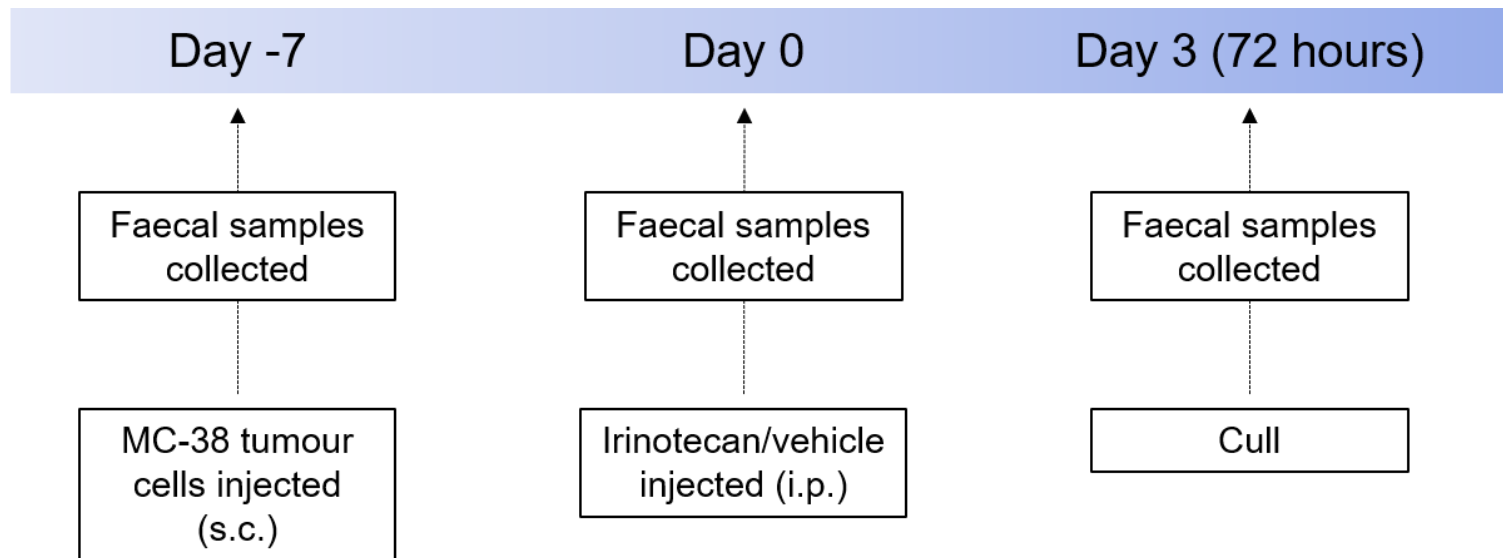 Day -7
Day 0
Day 3 (72 hours)
Faecal samples
collected
Faecal samples
collected
Faecal samples
collected
MC-38 tumour
cells injected
(s.c.)
Irinotecan/vehicle
injected (i.p.)
Cull